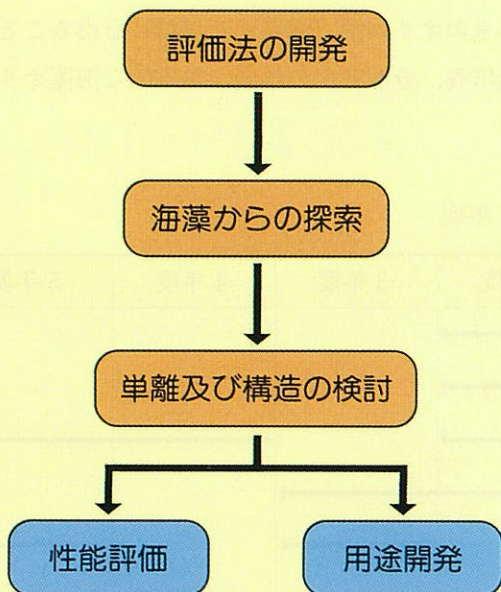 評価法の開発
海藻からの探索
単離及び構造の検討
性能評価
用途開発